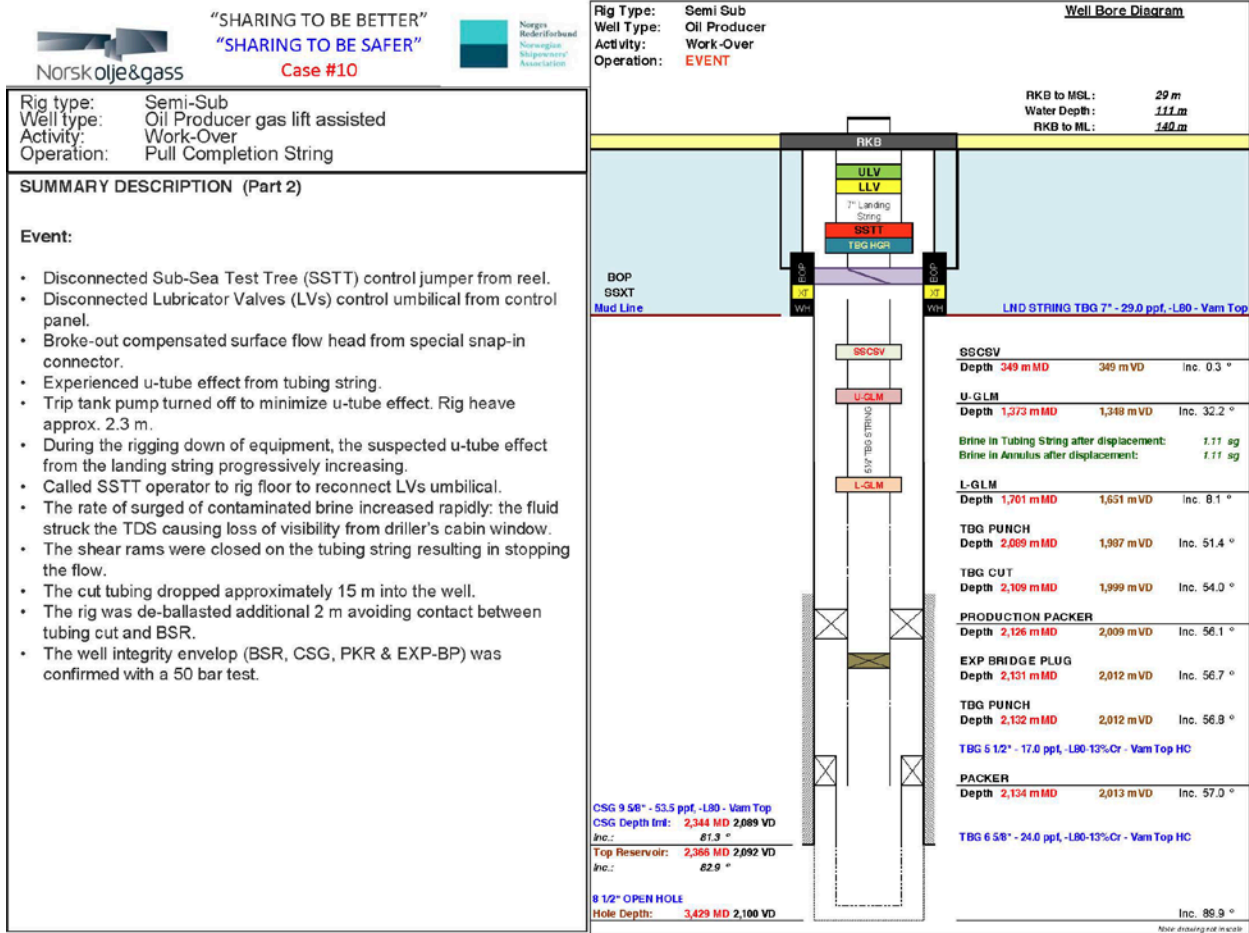 "SHARING TO BE BETTER"
"SHARING TO BE SAFER"
Case #10
Norskolje&gass
Norges
Rederiforbund
Norwegian
Shipowners'
Association
Rig type: Semi-Sub
Well type: Oil Producer gas lift assisted
Activity: Work-Over
Operation: Pull Completion String
SUMMARY DESCRIPTION (Part 2)
Event:
• Disconnected Sub-Sea Test Tree (SSTT) control jumper from reel.
• Disconnected Lubricator Valves (LVs) control umbilical from control
panel.
• Broke-out compensated surface flow head from special snap-in
connector.
• Experienced u-tube effect from tubing string.
• Trip tank pump turned off to minimize u-tube effect. Rig heave
approx. 2.3 m.
• During the rigging down of equipment, the suspected u-tube effect
from the landing string progressively increasing.
• Called SSTT operator to rig floor to reconnect LVs umbilical.
• The rate of surged of contaminated brine increased rapidly: the fluid
struck the TDS causing loss of visibility from driller's cabin window.
• The shear rams were closed on the tubing string resulting in stopping
the flow.
• The cut tubing dropped approximately 15 m into the well.
• The rig was de-ballasted additional 2 m avoiding contact between
tubing cut and BSR.
• The well integrity envelop (BSR, CSG, PKR & EXP-BP) was
confirmed with a 50 bar test.
Rig Type: Semi Sub
Well Type: Oil Producer
Activity: Work-Over
Operation: EVENT
Well Bore Diagram
RKB to MSL: 29 m
Water Depth: 111 m
RKB to ML: 140 m
RKB
ULV
LLV
7" Landing
String
SSTT
TBG HGR
BOP
BOP
BOP
SSXT
XT
XT
Mud Line
WH
WH
LND STRING TBG 7" - 29.0 ppf, -L80 - Vam Top
SSCSV
SSCSV
Depth 349 m MD 349 m VD Inc. 0.3 °
U-GLM
U-GLM
Depth 1,373 m MD 1,348 m VD Inc. 32.2 °
5½" TBG STRING
Brine in Tubing String after displacement: 1.11 sg
Brine in Annulus after displacement: 1.11 sg
L-GLM
L-GLM
Depth 1,701 m MD 1,651 m VD Inc. 8.1 °
TBG PUNCH
Depth 2,089 m MD 1,987 m VD Inc. 51.4 °
TBG CUT
Depth 2,109 m MD 1,999 m VD Inc. 54.0 °
PRODUCTION PACKER
Depth 2,126 m MD 2,009 m VD Inc. 56.1 °
EXP BRIDGE PLUG
Depth 2,131 m MD 2,012 m VD Inc. 56.7 °
TBG PUNCH
Depth 2,132 m MD 2,012 m VD Inc. 56.8 °
TBG 5 1/2" - 17.0 ppf, -L80-13%Cr - Vam Top HC
PACKER
Depth 2,134 m MD 2,013 m VD Inc. 57.0 °
TBG 6 5/8" - 24.0 ppf, -L80-13%Cr - Vam Top HC
CSG 9 5/8" - 53.5 ppf, -L80 - Vam Top
CSG Depth [m]: 2,344 MD 2,089 VD
Inc.: 81.3 °
Top Reservoir: 2,366 MD 2,092 VD
Inc.: 82.9 °
8 1/2" OPEN HOLE
Hole Depth: 3,429 MD 2,100 VD
Inc. 89.9 °
Note: drawing not in scale